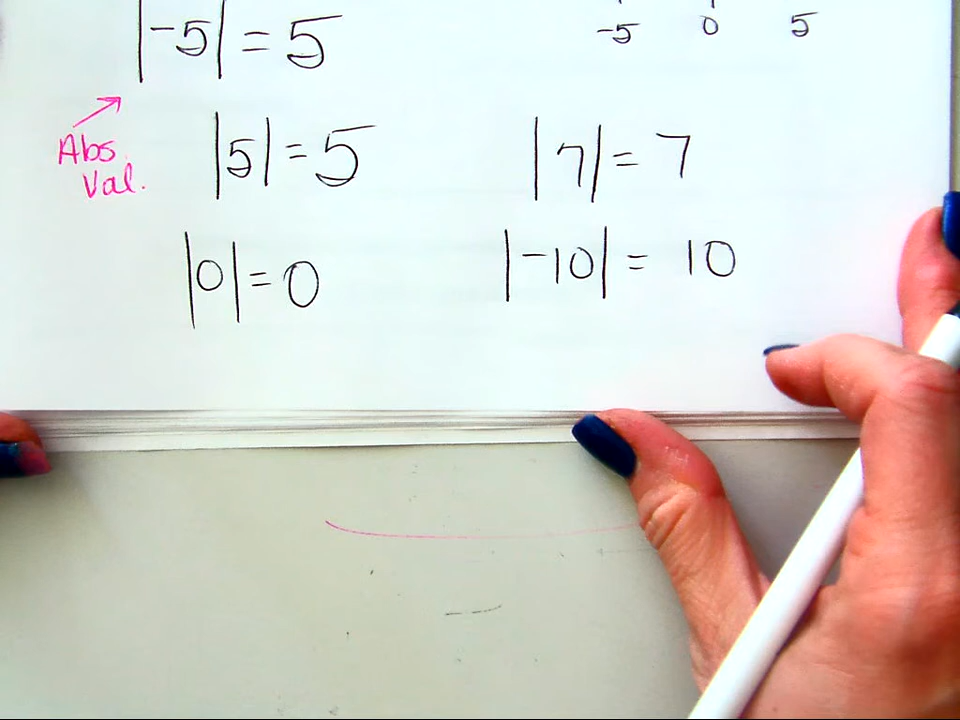 |-5| = 5
-5 0 5
Abs.
Val.
|5| = 5
|7| = 7
|0| = 0
|-10| = 10